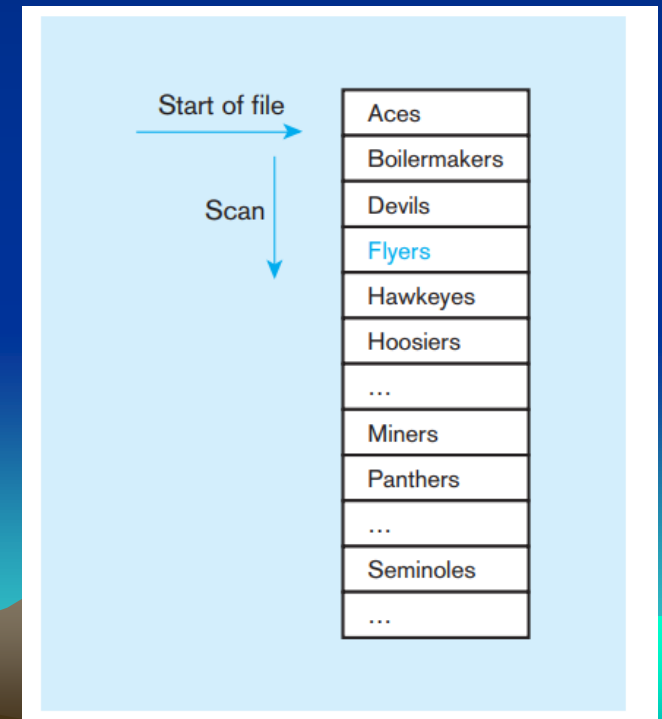 Start of file
Scan
Aces
Boilermakers
Devils
Flyers
Hawkeyes
Hoosiers
...
Miners
Panthers
...
Seminoles
...